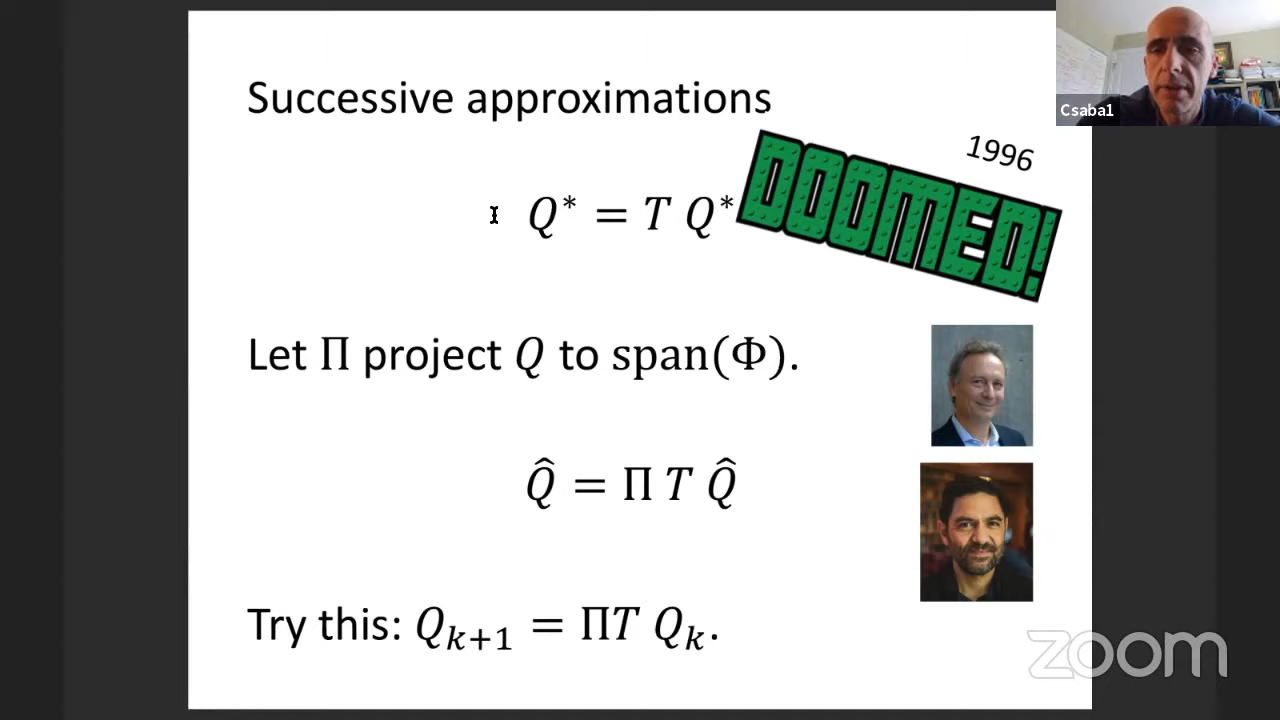 Successive approximations
Csaba1
1996
DOOMED!
Q* = T Q*
Let Π project Q to span(Φ).
Q̂ = Π T Q̂
Try this: Qₖ₊₁ = ΠT Qₖ.
zoom